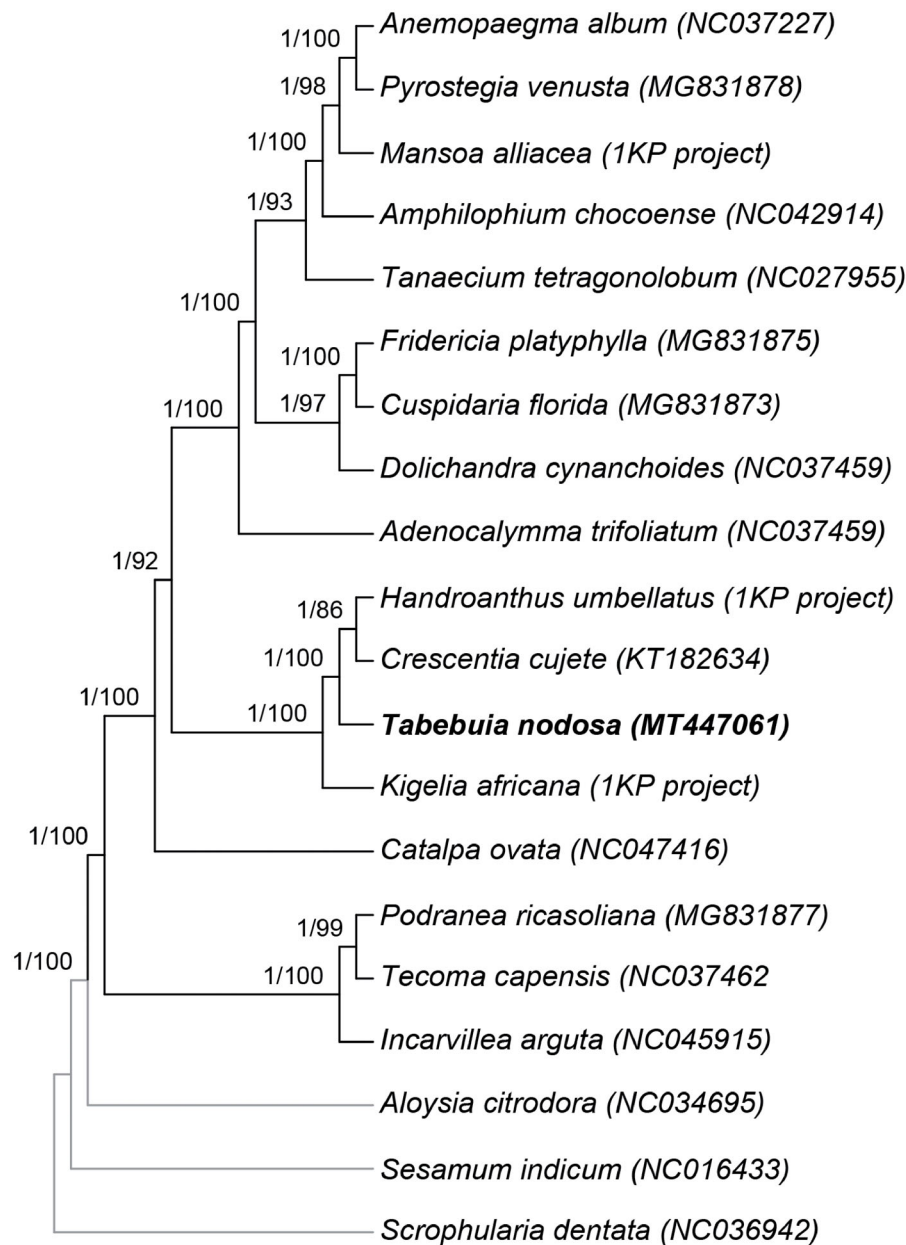 1/100
Anemopaegma album (NC037227)
1/98
Pyrostegia venusta (MG831878)
1/100
Mansoa alliacea (1KP project)
1/93
Amphilophium chocoense (NC042914)
Tanaecium tetragonolobum (NC027955)
1/100
1/100
Fridericia platyphylla (MG831875)
1/100
1/97
Cuspidaria florida (MG831873)
Dolichandra cynanchoides (NC037459)
Adenocalymma trifoliatum (NC037459)
1/92
Handroanthus umbellatus (1KP project)
1/86
1/100
Crescentia cujete (KT182634)
1/100
1/100
Tabebuia nodosa (MT447061)
Kigelia africana (1KP project)
1/100
Catalpa ovata (NC047416)
Podranea ricasoliana (MG831877)
1/99
1/100
1/100
Tecoma capensis (NC037462
Incarvillea arguta (NC045915)
Aloysia citrodora (NC034695)
Sesamum indicum (NC016433)
Scrophularia dentata (NC036942)